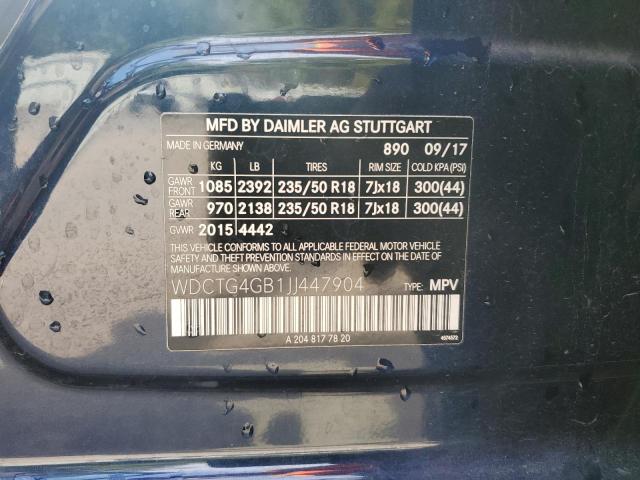 MFD BY DAIMLER AG STUTTGART
MADE IN GERMANY 890 09/17
KG LB TIRES RIM SIZE COLD KPA(PSI)
GAWR FRONT 1085 2392 235/50 R18 7Jx18 300(44)
GAWR REAR 970 2138 235/50 R18 7Jx18 300(44)
GVWR 2015 4442
THIS VEHICLE CONFORMS TO ALL APPLICABLE FEDERAL MOTOR VEHICLE
SAFETY AND THEFT PREVENTION STANDARDS IN EFFECT ON THE DATE
OF MANUFACTURE SHOWN ABOVE.
WDCTG4GB1JJ447904 TYPE: MPV
A 204 817 78 20